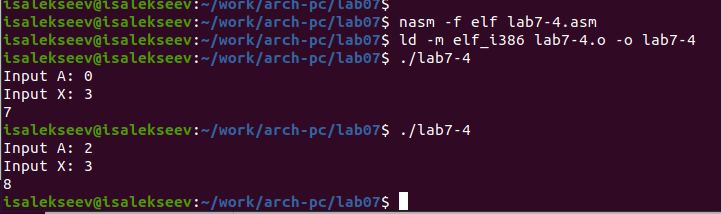 isalekseev@isalekseev:~/work/arch-pc/lab07$
isalekseev@isalekseev:~/work/arch-pc/lab07$ nasm -f elf lab7-4.asm
isalekseev@isalekseev:~/work/arch-pc/lab07$ ld -m elf_i386 lab7-4.o -o lab7-4
isalekseev@isalekseev:~/work/arch-pc/lab07$ ./lab7-4
Input A: 0
Input X: 3
7
isalekseev@isalekseev:~/work/arch-pc/lab07$ ./lab7-4
Input A: 2
Input X: 3
8
isalekseev@isalekseev:~/work/arch-pc/lab07$